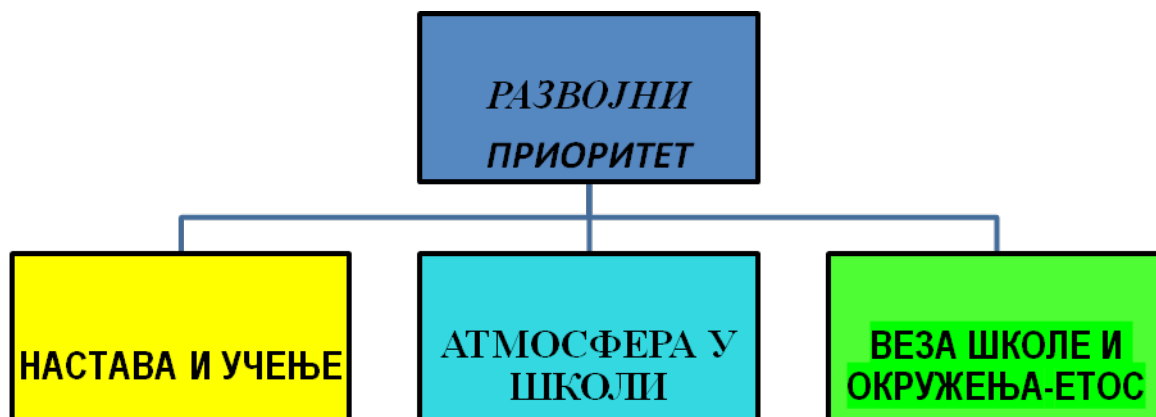 РАЗВОЈНИ
ПРИОРИТЕТ
НАСТАВА И УЧЕЊЕ
АТМОСФЕРА У
ШКОЛИ
ВЕЗА ШКОЛЕ И
ОКРУЖЕЊА-ЕТОС